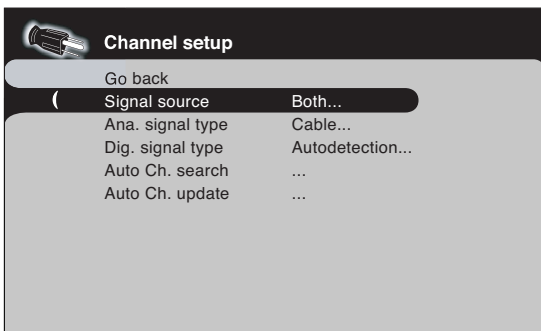 Channel setup
Go back
Signal source Both...
Ana. signal type Cable...
Dig. signal type Autodetection...
Auto Ch. search ...
Auto Ch. update ...